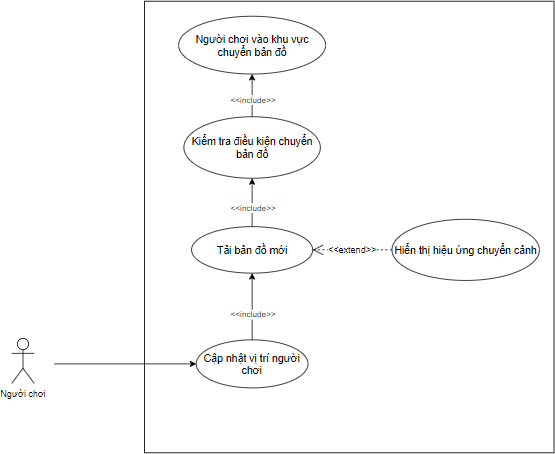 Người chơi vào khu vực
chuyển bản đồ
<<include>>
Kiểm tra điều kiện chuyển
bản đồ
<<include>>
Tải bản đồ mới
<<extend>>
Hiển thị hiệu ứng chuyển cảnh
<<include>>
Cập nhật vị trí người
chơi
Người chơi